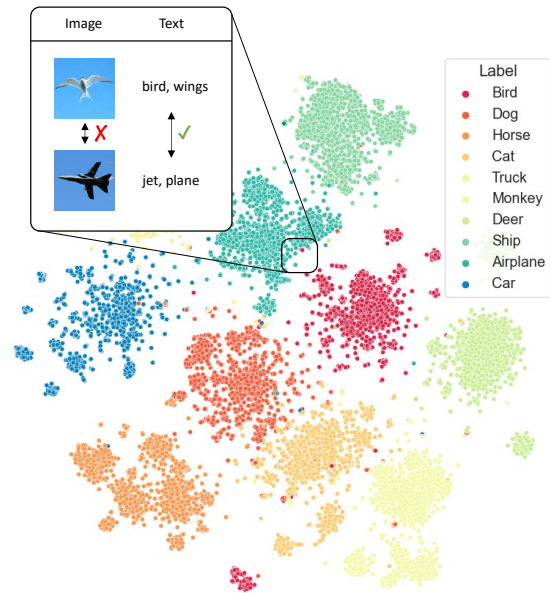 Image Text
bird, wings
✗ ✓
jet, plane
Label
Bird
Dog
Horse
Cat
Truck
Monkey
Deer
Ship
Airplane
Car